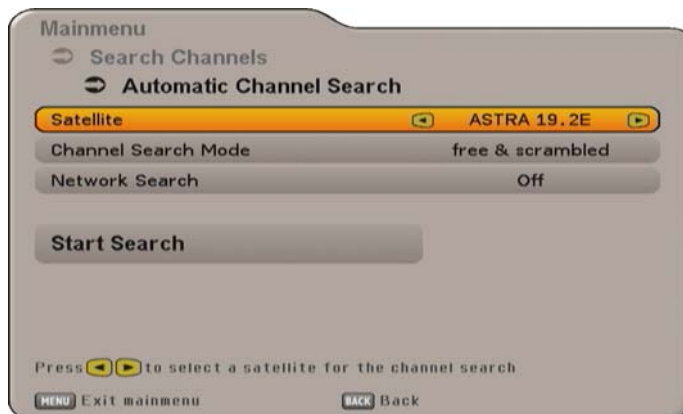 Mainmenu
Search Channels
Automatic Channel Search
Satellite ASTRA 19.2E
Channel Search Mode free & scrambled
Network Search Off
Start Search
Press to select a satellite for the channel search
MENU Exit mainmenu BACK Back